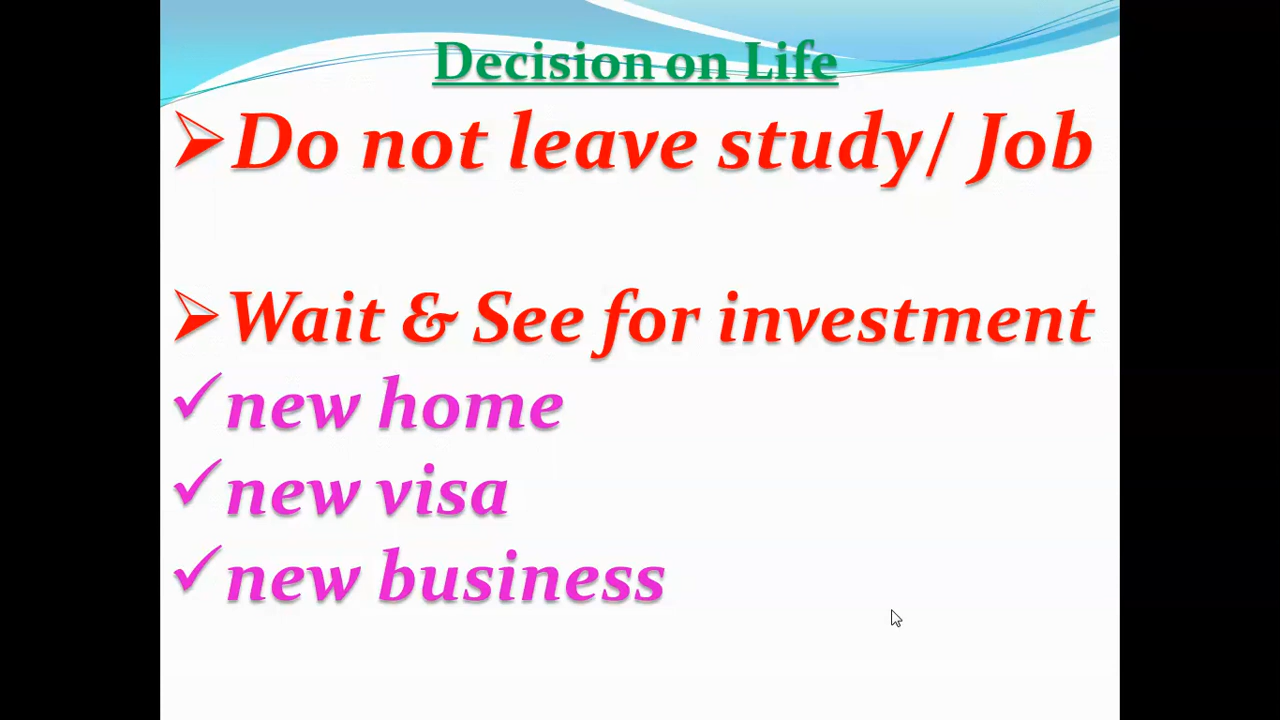 Decision on Life
Do not leave study/ Job
Wait & See for investment
new home
new visa
new business